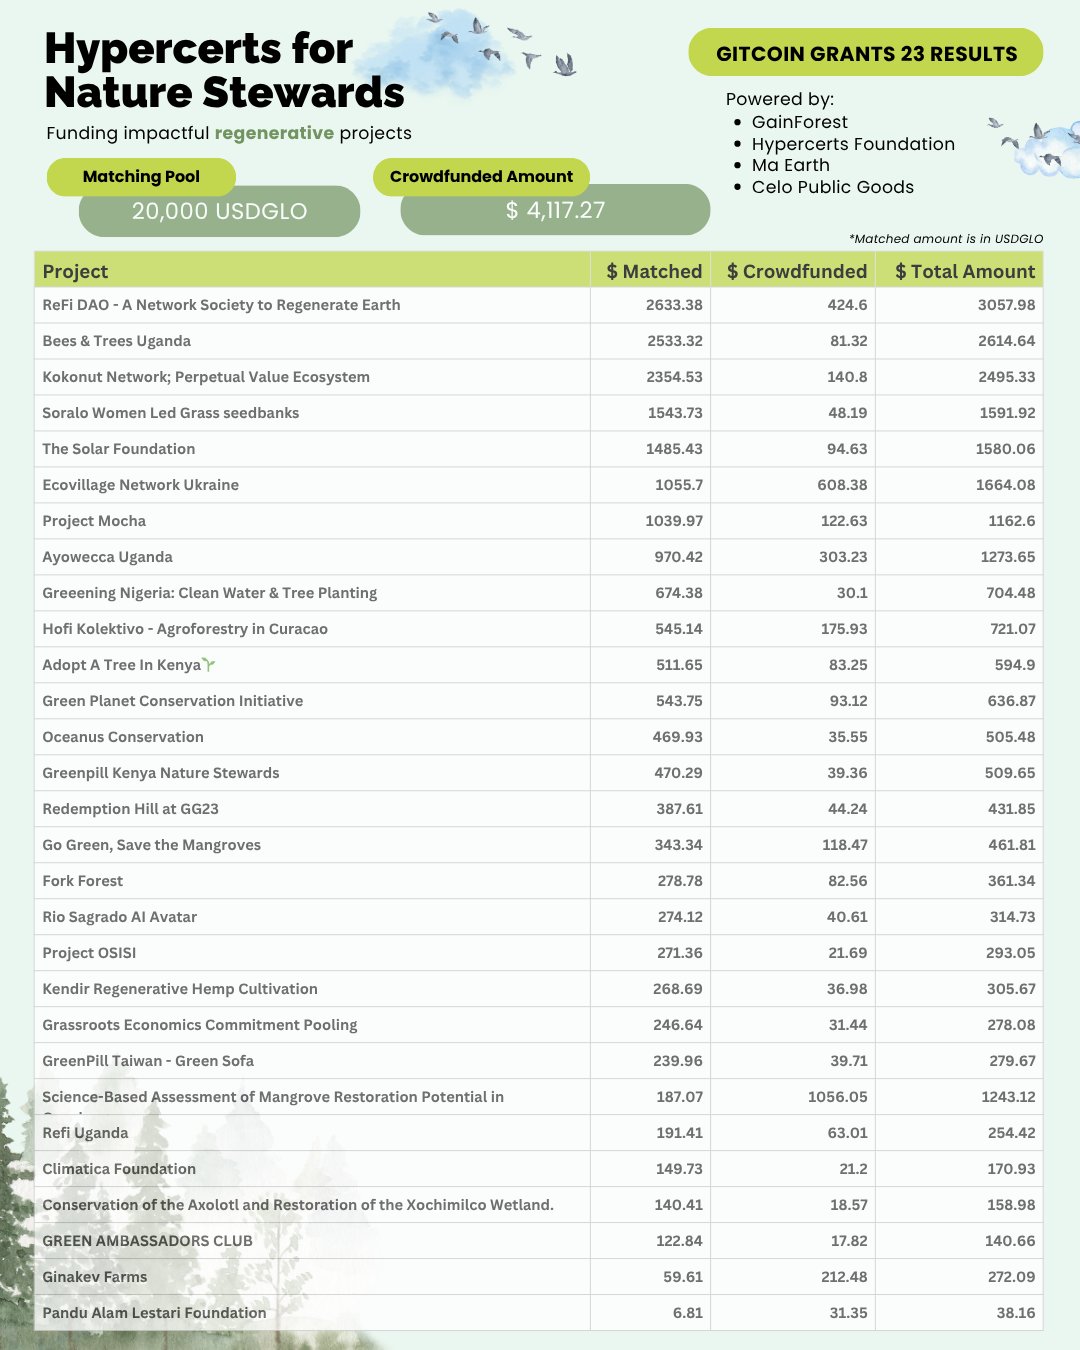 Hypercerts for
Nature Stewards
Funding impactful regenerative projects
GITCOIN GRANTS 23 RESULTS
Powered by:
• GainForest
• Hypercerts Foundation
• Ma Earth
• Celo Public Goods
Matching Pool
20,000 USDGLO
Crowdfunded Amount
$ 4,117.27
*Matched amount is in USDGLO
Project $ Matched $ Crowdfunded $ Total Amount
ReFi DAO - A Network Society to Regenerate Earth 2633.38 424.6 3057.98
Bees & Trees Uganda 2533.32 81.32 2614.64
Kokonut Network; Perpetual Value Ecosystem 2354.53 140.8 2495.33
Soralo Women Led Grass seedbanks 1543.73 48.19 1591.92
The Solar Foundation 1485.43 94.63 1580.06
Ecovillage Network Ukraine 1055.7 608.38 1664.08
Project Mocha 1039.97 122.63 1162.6
Ayowecca Uganda 970.42 303.23 1273.65
Greeening Nigeria: Clean Water & Tree Planting 674.38 30.1 704.48
Hofi Kolektivo - Agroforestry in Curacao 545.14 175.93 721.07
Adopt A Tree In Kenya🌱 511.65 83.25 594.9
Green Planet Conservation Initiative 543.75 93.12 636.87
Oceanus Conservation 469.93 35.55 505.48
Greenpill Kenya Nature Stewards 470.29 39.36 509.65
Redemption Hill at GG23 387.61 44.24 431.85
Go Green, Save the Mangroves 343.34 118.47 461.81
Fork Forest 278.78 82.56 361.34
Rio Sagrado AI Avatar 274.12 40.61 314.73
Project OSISI 271.36 21.69 293.05
Kendir Regenerative Hemp Cultivation 268.69 36.98 305.67
Grassroots Economics Commitment Pooling 246.64 31.44 278.08
GreenPill Taiwan - Green Sofa 239.96 39.71 279.67
Science-Based Assessment of Mangrove Restoration Potential in 187.07 1056.05 1243.12
Refi Uganda 191.41 63.01 254.42
Climatica Foundation 149.73 21.2 170.93
Conservation of the Axolotl and Restoration of the Xochimilco Wetland. 140.41 18.57 158.98
GREEN AMBASSADORS CLUB 122.84 17.82 140.66
Ginakev Farms 59.61 212.48 272.09
Pandu Alam Lestari Foundation 6.81 31.35 38.16